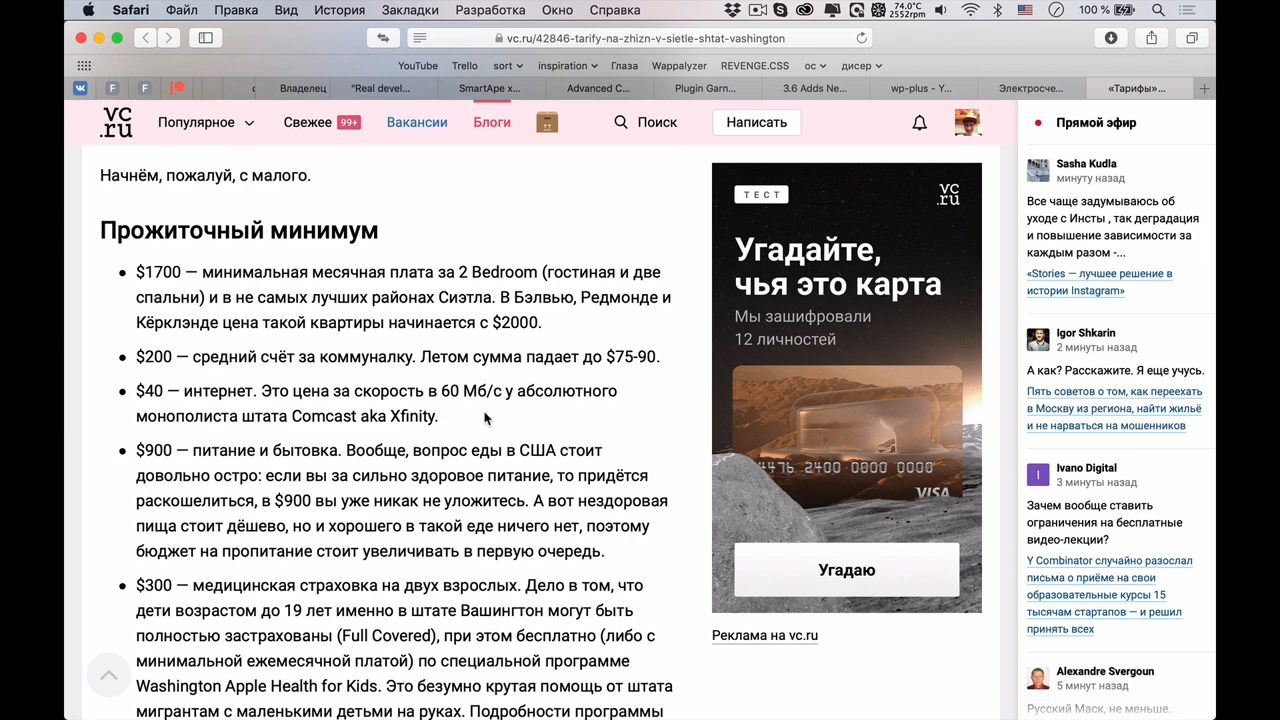 Safari Файл Правка Вид История Закладки Разработка Окно Справка 74.0°C 2552rpm 100 %
vc.ru/42846-tarify-na-zhizn-v-sietle-shtat-vashington
YouTube Trello sort inspiration Глаза Wappalyzer REVENGE.CSS ос дисер
Владелец "Real devel... SmartApe x... Advanced C... Plugin Garn... 3.6 Adds Ne... wp-plus - Y... Электросче... «Тарифы»...
vc.ru Популярное Свежее 99+ Вакансии Блоги Поиск Написать
Начнём, пожалуй, с малого.
Прожиточный минимум
• $1700 — минимальная месячная плата за 2 Bedroom (гостиная и две
спальни) и в не самых лучших районах Сиэтла. В Бэлвью, Редмонде и
Кёрклэнде цена такой квартиры начинается с $2000.
• $200 — средний счёт за коммуналку. Летом сумма падает до $75-90.
• $40 — интернет. Это цена за скорость в 60 Мб/с у абсолютного
монополиста штата Comcast aka Xfinity.
• $900 — питание и бытовка. Вообще, вопрос еды в США стоит
довольно остро: если вы за сильно здоровое питание, то придётся
раскошелиться, в $900 вы уже никак не уложитесь. А вот нездоровая
пища стоит дёшево, но и хорошего в такой еде ничего нет, поэтому
бюджет на пропитание стоит увеличивать в первую очередь.
• $300 — медицинская страховка на двух взрослых. Дело в том, что
дети возрастом до 19 лет именно в штате Вашингтон могут быть
полностью застрахованы (Full Covered), при этом бесплатно (либо с
минимальной ежемесячной платой) по специальной программе
Washington Apple Health for Kids. Это безумно крутая помощь от штата
мигрантам с маленькими детьми на руках. Подробности программы
ТЕСТ
vc.ru
Угадайте,
чья это карта
Мы зашифровали
12 личностей
4476 2400 0800 0000
VISA
Угадаю
Реклама на vc.ru
Прямой эфир
Sasha Kudla
минуту назад
Все чаще задумываюсь об
уходе с Инсты , так деградация
и повышение зависимости за
каждым разом -...
«Stories — лучшее решение в
истории Instagram»
Igor Shkarin
2 минуты назад
А как? Расскажите. Я еще учусь.
Пять советов о том, как переехать
в Москву из региона, найти жильё
и не нарваться на мошенников
I
Ivano Digital
3 минуты назад
Зачем вообще ставить
ограничения на бесплатные
видео-лекции?
Y Combinator случайно разослал
письма о приёме на свои
образовательные курсы 15
тысячам стартапов — и решил
принять всех
Alexandre Svergoun
5 минут назад
Русский Маск, не меньше.